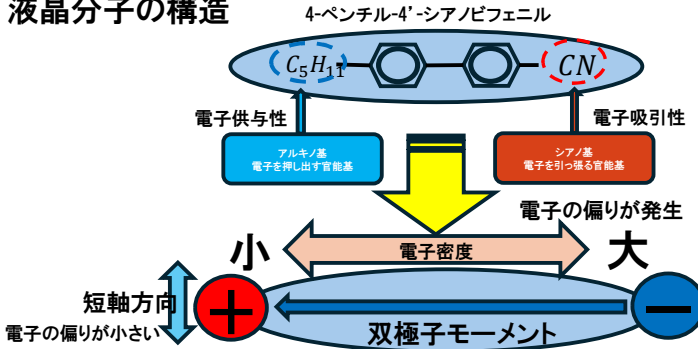 液晶分子の構造
4-ペンチル-4’-シアノビフェニル
C5H11
CN
電子供与性
電子吸引性
アルキノ基
電子を押し出す官能基
シアノ基
電子を引っ張る官能基
電子の偏りが発生
小
電子密度
大
短軸方向
電子の偏りが小さい
+
双極子モーメント
−